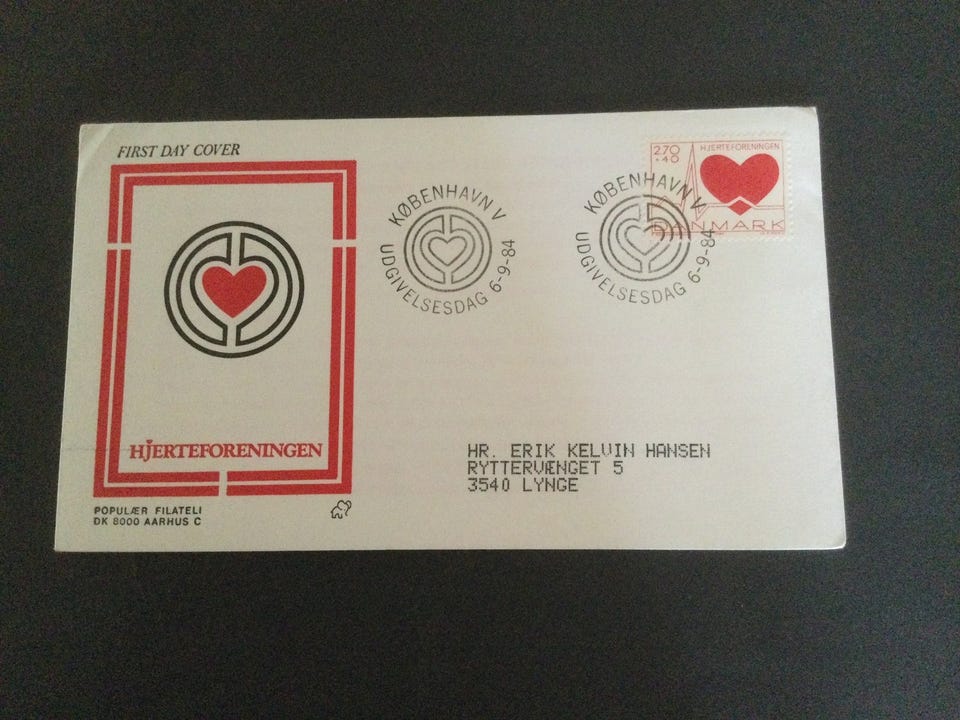 FIRST DAY COVER
HJERTEFORENINGEN
POPULÆR FILATELI
DK 8000 AARHUS C
KØBENHAVN V
UDGIVELSESDAG 6-9-84
KØBENHAVN V
UDGIVELSESDAG 6-9-84
2.70
+40
HJERTEFORENINGEN
DANMARK
HR. ERIK KELVIN HANSEN
RYTTERVÆNGET 5
3540 LYNGE